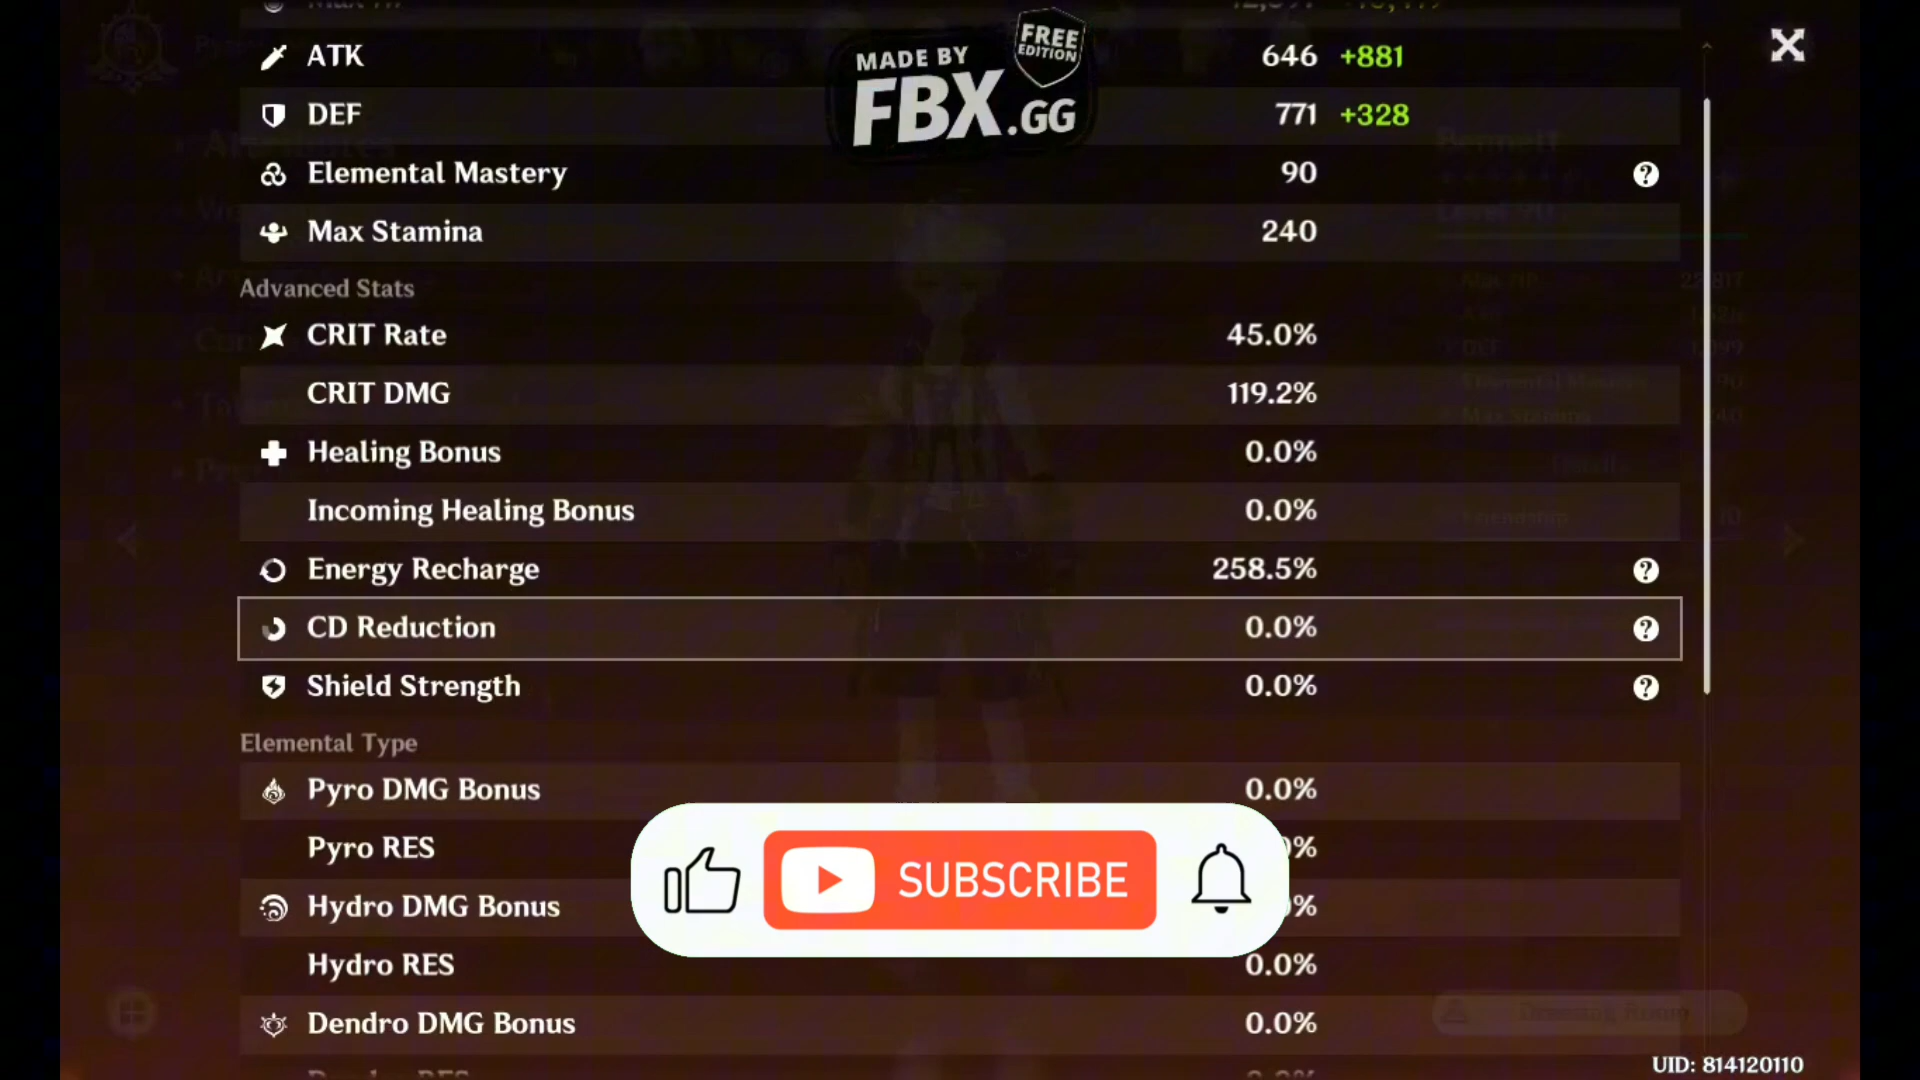 MADE BY
FREE
EDITION
FBX.GG
ATK 646 +881
DEF 771 +328
Elemental Mastery 90 ?
Max Stamina 240
Advanced Stats
CRIT Rate 45.0%
CRIT DMG 119.2%
Healing Bonus 0.0%
Incoming Healing Bonus 0.0%
Energy Recharge 258.5% ?
CD Reduction 0.0% ?
Shield Strength 0.0% ?
Elemental Type
Pyro DMG Bonus 0.0%
Pyro RES %
Hydro DMG Bonus %
SUBSCRIBE
Hydro RES 0.0%
Dendro DMG Bonus 0.0%
UID: 814120110